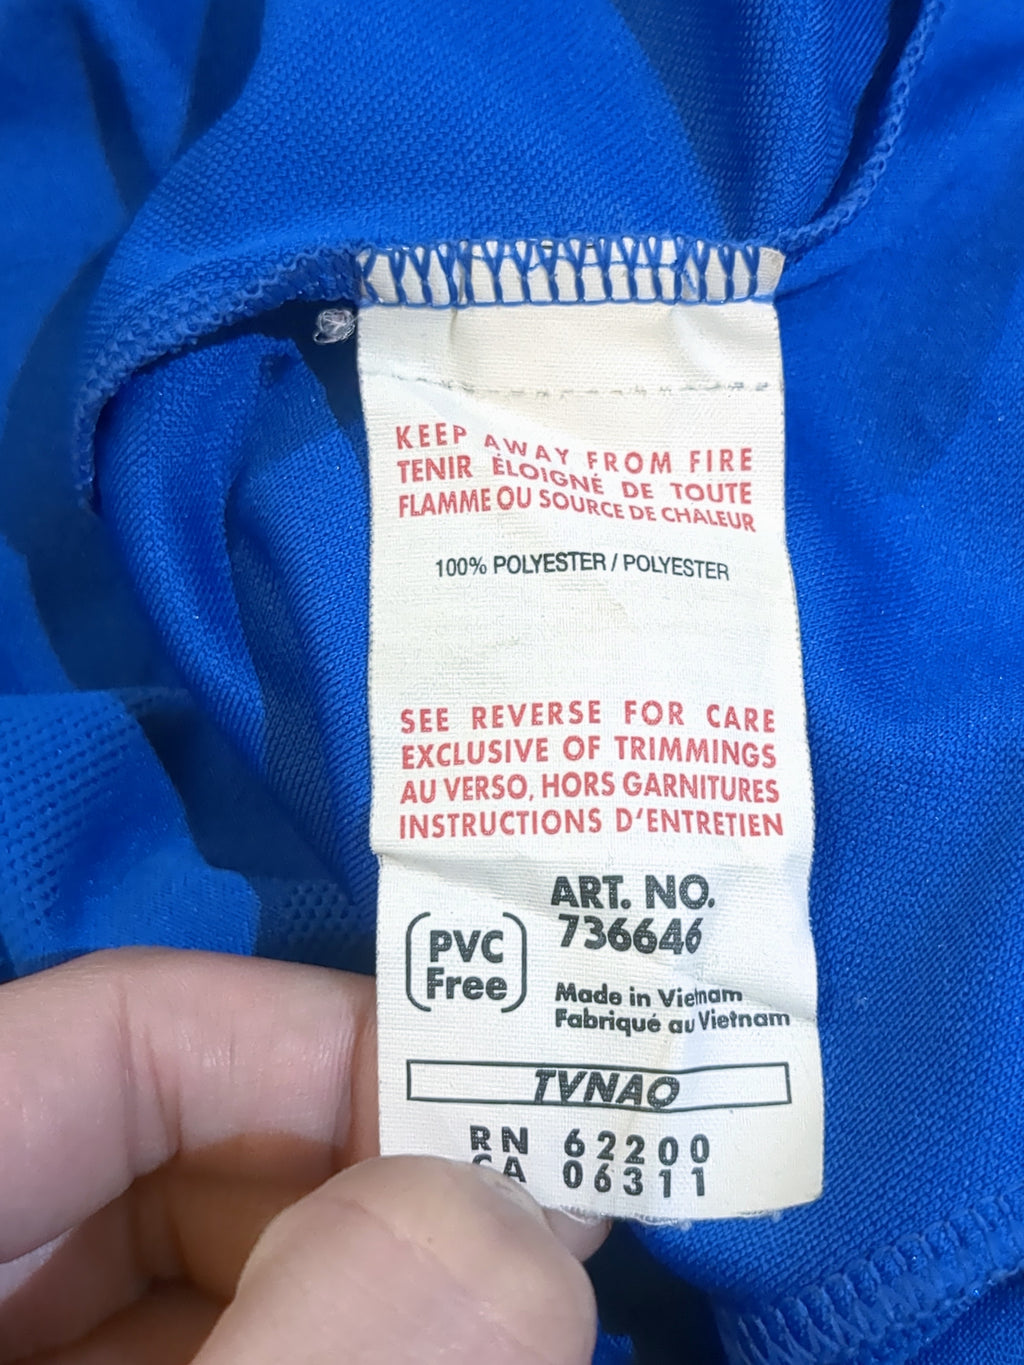 KEEP AWAY FROM FIRE
TENIR ÉLOIGNÉ DE TOUTE
FLAMME OU SOURCE DE CHALEUR
100% POLYESTER / POLYESTER
SEE REVERSE FOR CARE
EXCLUSIVE OF TRIMMINGS
AU VERSO, HORS GARNITURES
INSTRUCTIONS D'ENTRETIEN
ART. NO.
736646
PVC
Free
Made in Vietnam
Fabriqué au Vietnam
TVNAO
RN 62200
CA 06311